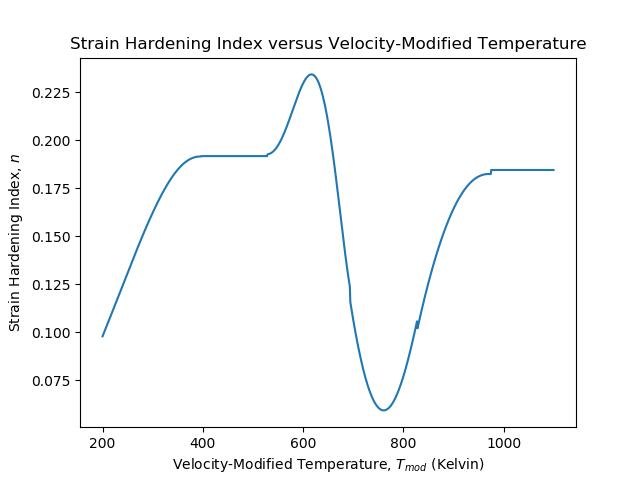 Strain Hardening Index versus Velocity-Modified Temperature
0.225
0.200
0.175
0.150
0.125
0.100
0.075
Strain Hardening Index, n
200 400 600 800 1000
Velocity-Modified Temperature, T_mod (Kelvin)